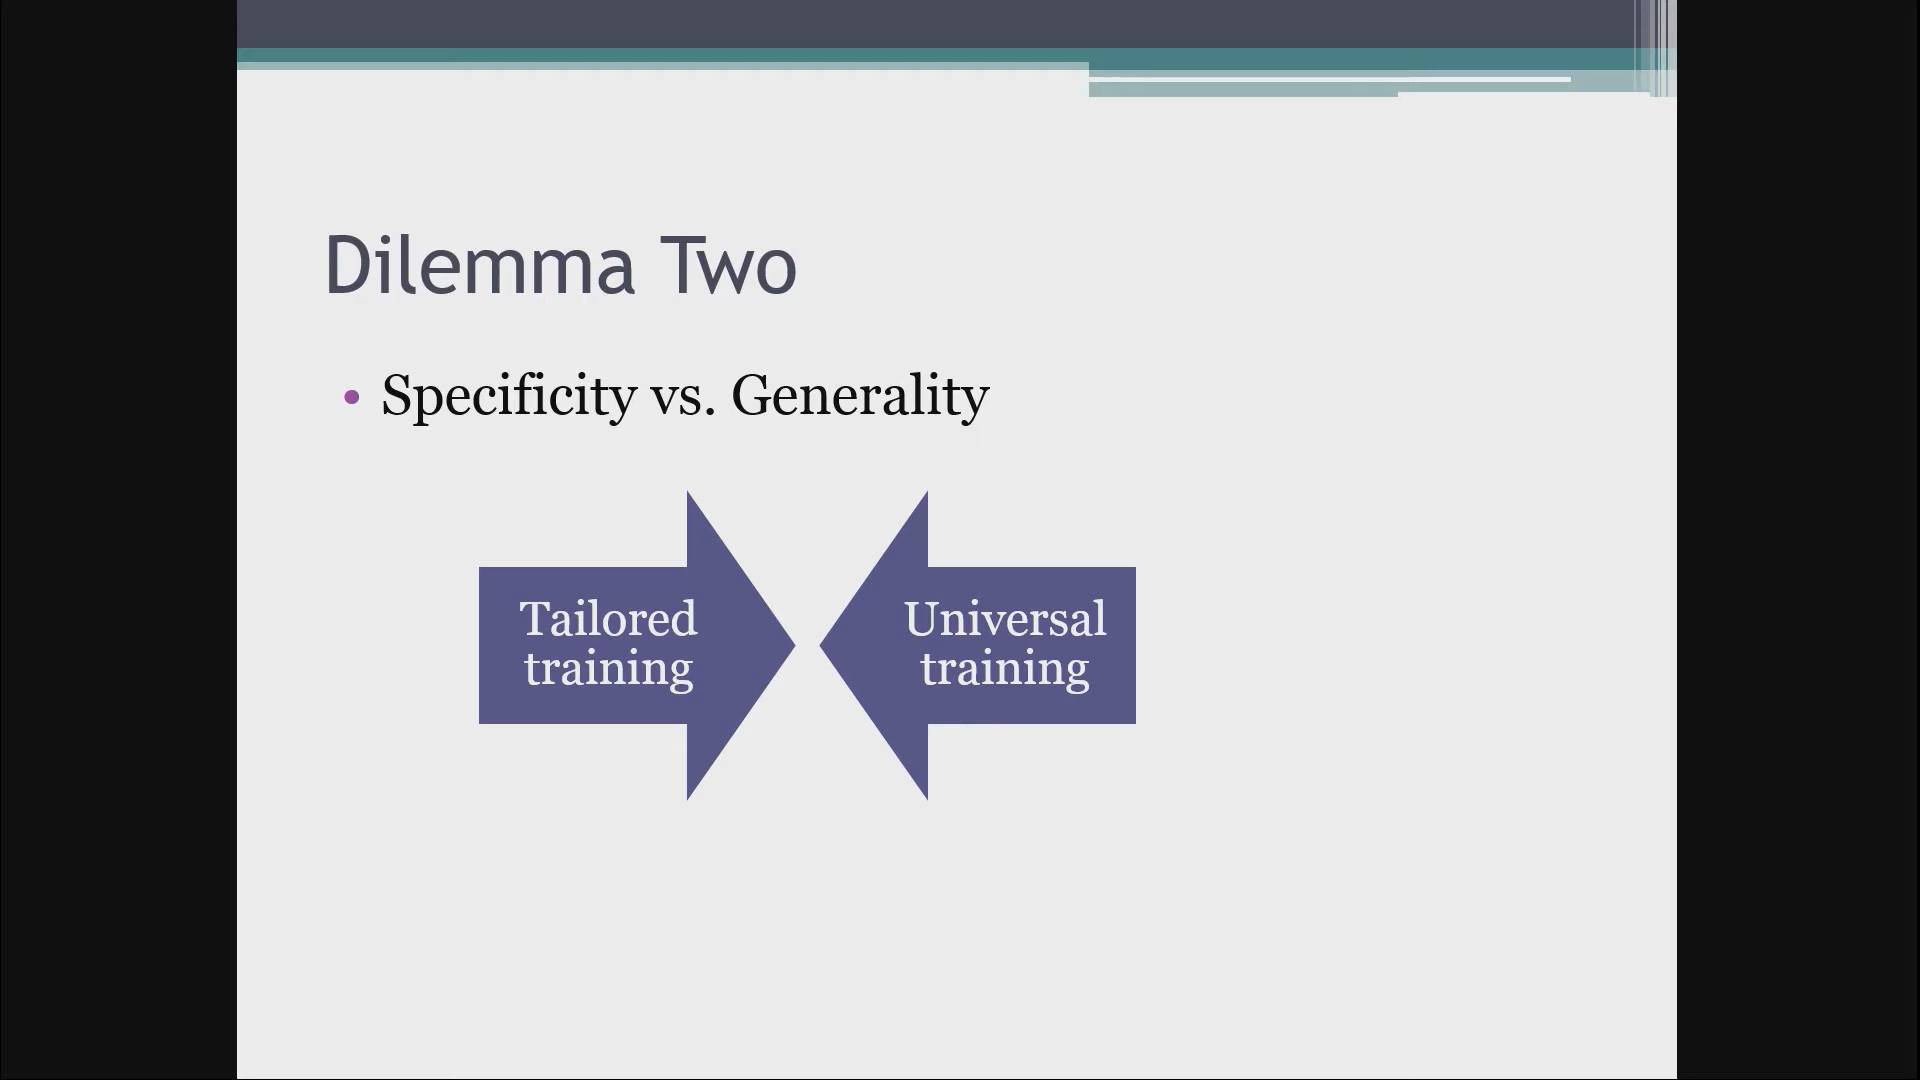 Dilemma Two
• Specificity vs. Generality
Tailored
training
Universal
training